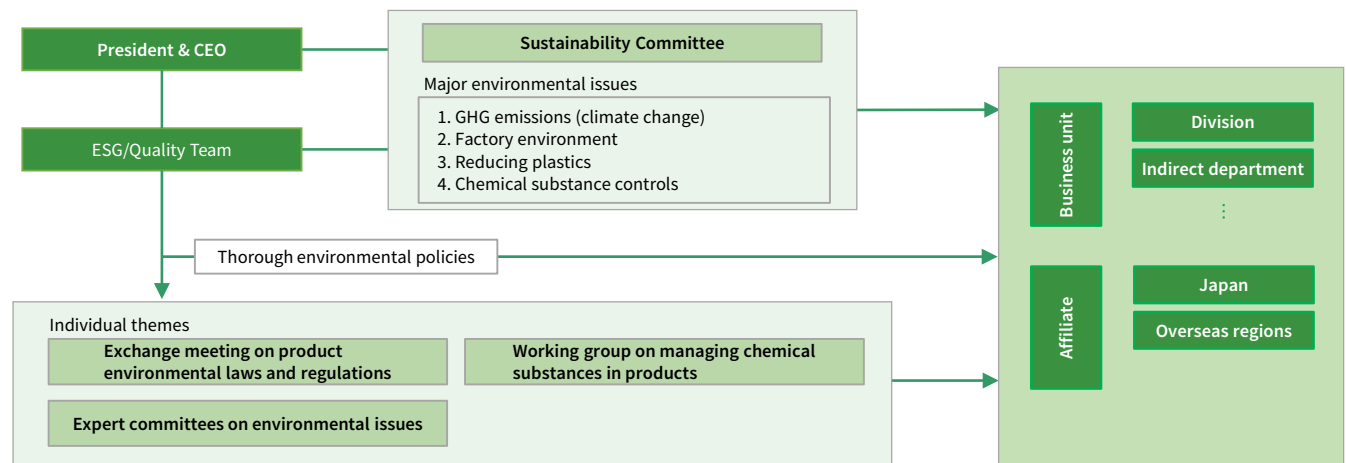 President & CEO
ESG/Quality Team
Sustainability Committee
Major environmental issues
1. GHG emissions (climate change)
2. Factory environment
3. Reducing plastics
4. Chemical substance controls
Thorough environmental policies
Individual themes
Exchange meeting on product
environmental laws and regulations
Working group on managing chemical
substances in products
Expert committees on environmental issues
Business unit
Division
Indirect department
⋮
Affiliate
Japan
Overseas regions